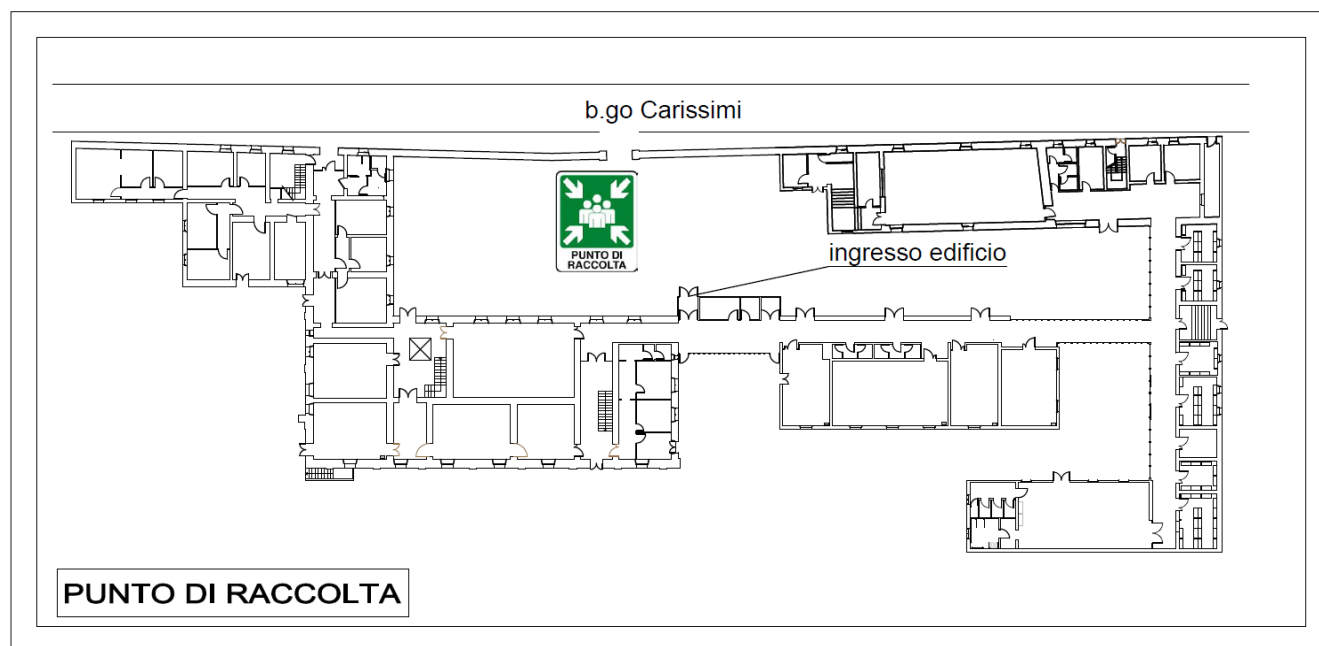 b.go Carissimi
PUNTO DI
RACCOLTA
ingresso edificio
PUNTO DI RACCOLTA